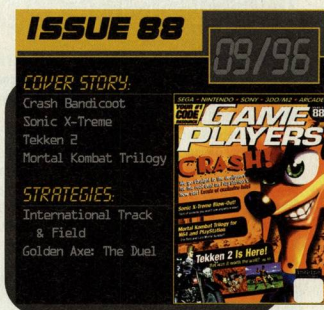 ISSUE 88
09/96
COVER STORY:
Crash Bandicoot
Sonic X-Treme
Tekken 2
Mortal Kombat Trilogy
STRATEGIES:
International Track
& Field
Golden Axe: The Duel
SEGA • NINTENDO • SONY • 3DO/M2 • ARCADE
CODE
GAME
PLAYERS
88
CRASH!
Sonic X-Treme Blow-Out!
Mortal Kombat Trilogy for
N64 and PlayStation
Tekken 2 Is Here!